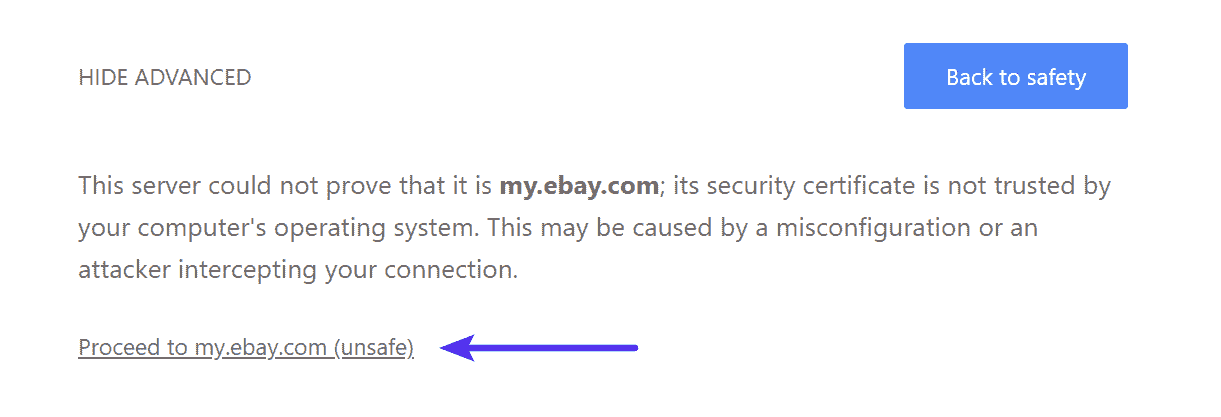 HIDE ADVANCED
Back to safety
This server could not prove that it is my.ebay.com; its security certificate is not trusted by
your computer's operating system. This may be caused by a misconfiguration or an
attacker intercepting your connection.
Proceed to my.ebay.com (unsafe)